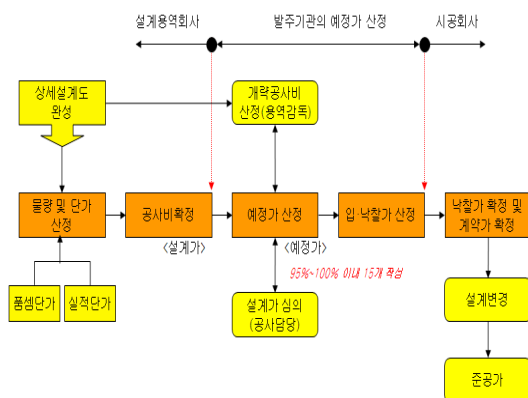 설계용역회사
발주기관의 예정가 산정
시공회사
상세설계도
완성
개략공사비
산정(용역감독)
물량 및 단가
산정
공사비확정
예정가 산정
입·낙찰가 산정
낙찰가 확정 및
계약가 확정
<설계가>
<예정가>
95%~100% 이내 15개 작성
품셈단가
실적단가
설계가 심의
(공사담당)
설계변경
준공가